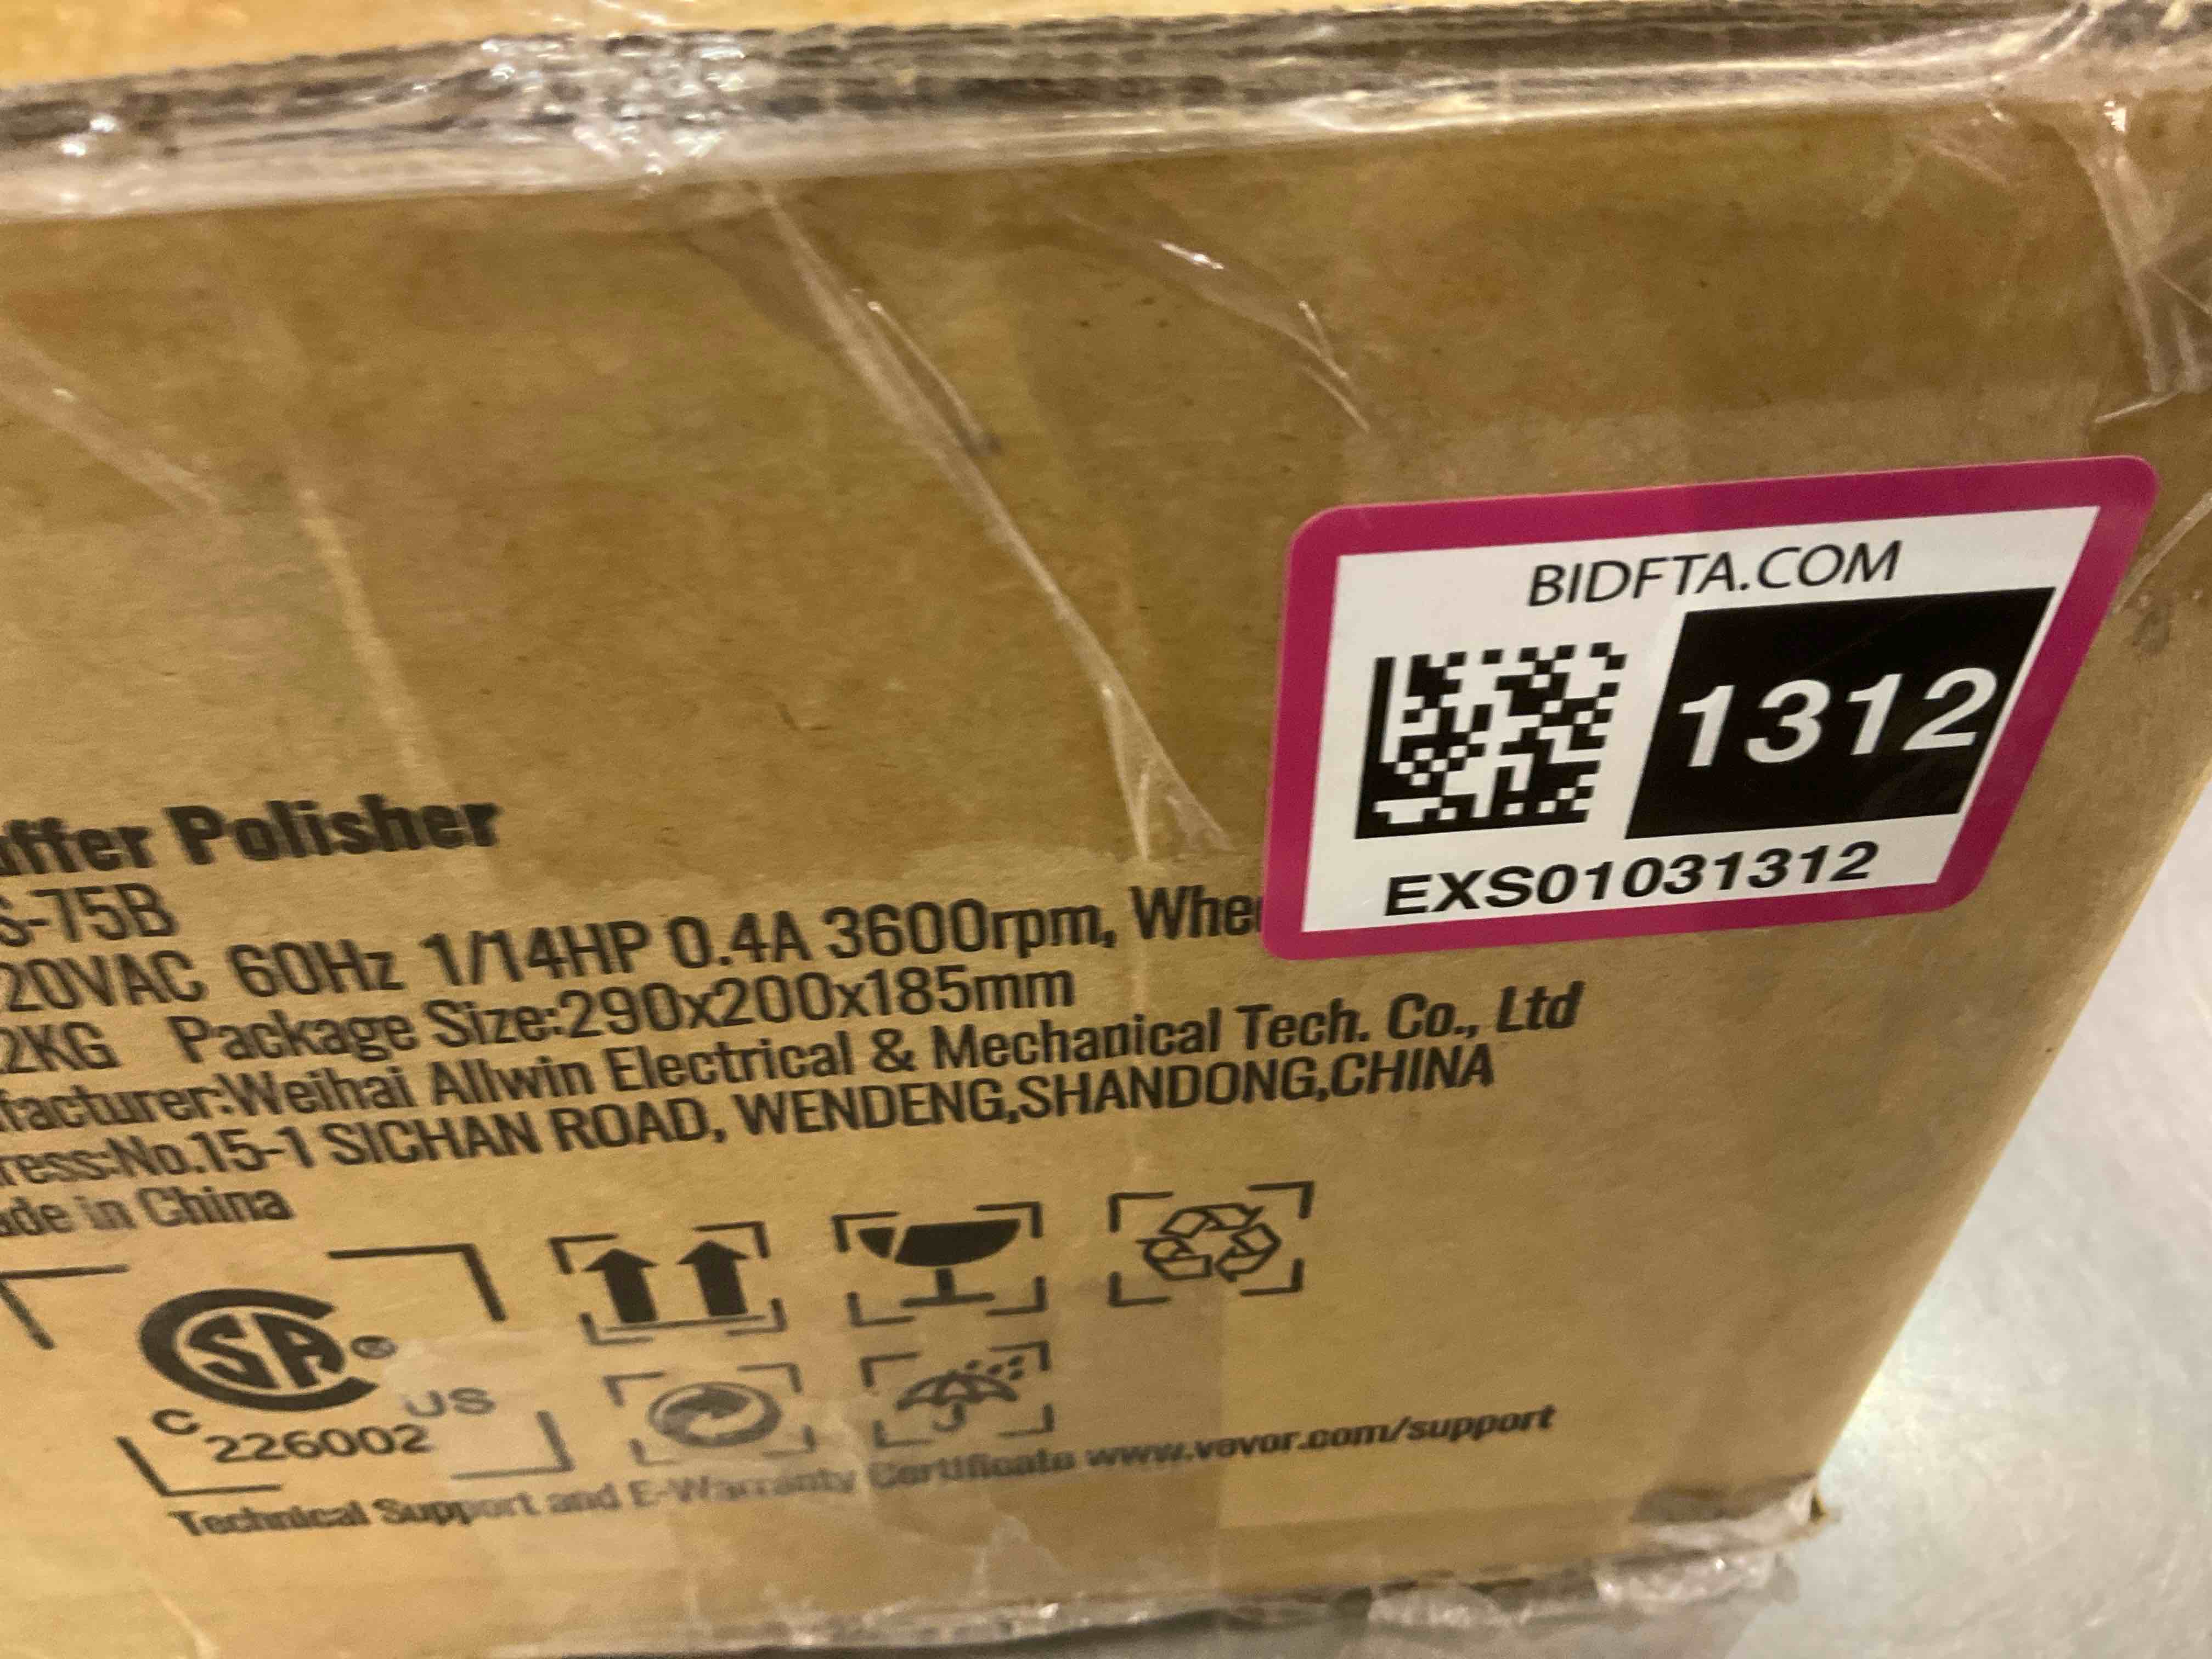 BIDFTA.COM
1312
EXS01031312
uffer Polisher
S-75B
20VAC 60Hz 1/14HP 0.4A 3600rpm, Whe
2KG Package Size:290x200x185mm
facturer:Weihai Allwin Electrical & Mechanical Tech. Co., Ltd
ress:No.15-1 SICHAN ROAD, WENDENG,SHANDONG,CHINA
ade in China
CSA®
C US
226002
Technical Support and E-Warranty Certificate www.vevor.com/support